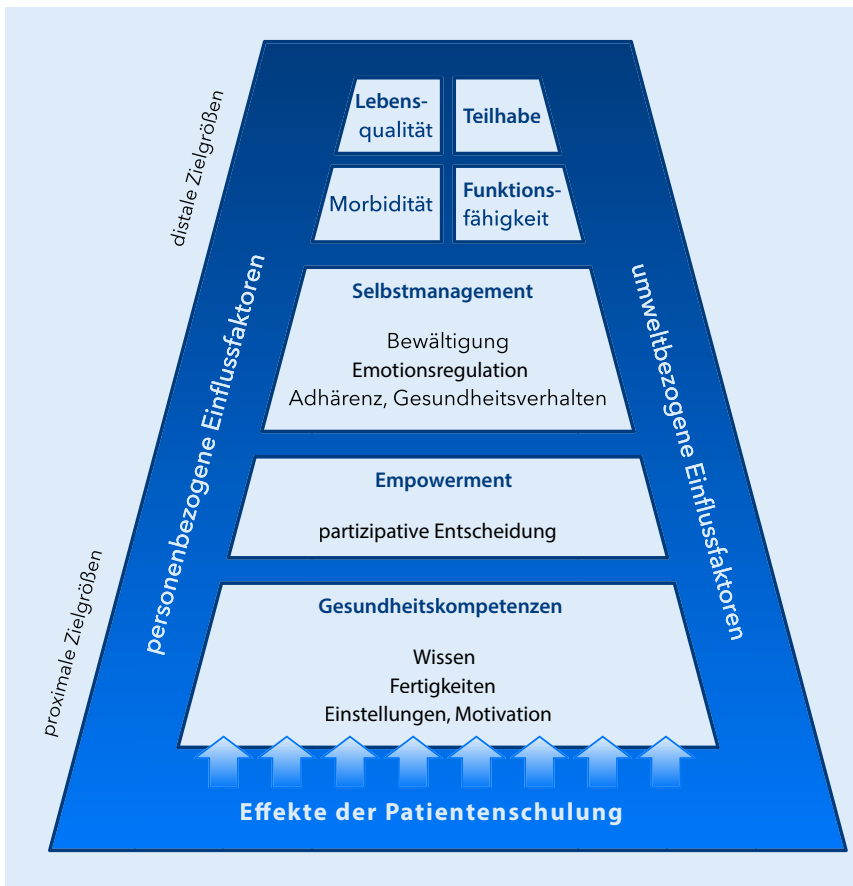 distale Zielgrößen
Lebens-
qualität
Teilhabe
Morbidität
Funktions-
fähigkeit
personenbezogene Einflussfaktoren
umweltbezogene Einflussfaktoren
Selbstmanagement
Bewältigung
Emotionsregulation
Adhärenz, Gesundheitsverhalten
Empowerment
partizipative Entscheidung
proximale Zielgrößen
Gesundheitskompetenzen
Wissen
Fertigkeiten
Einstellungen, Motivation
Effekte der Patientenschulung